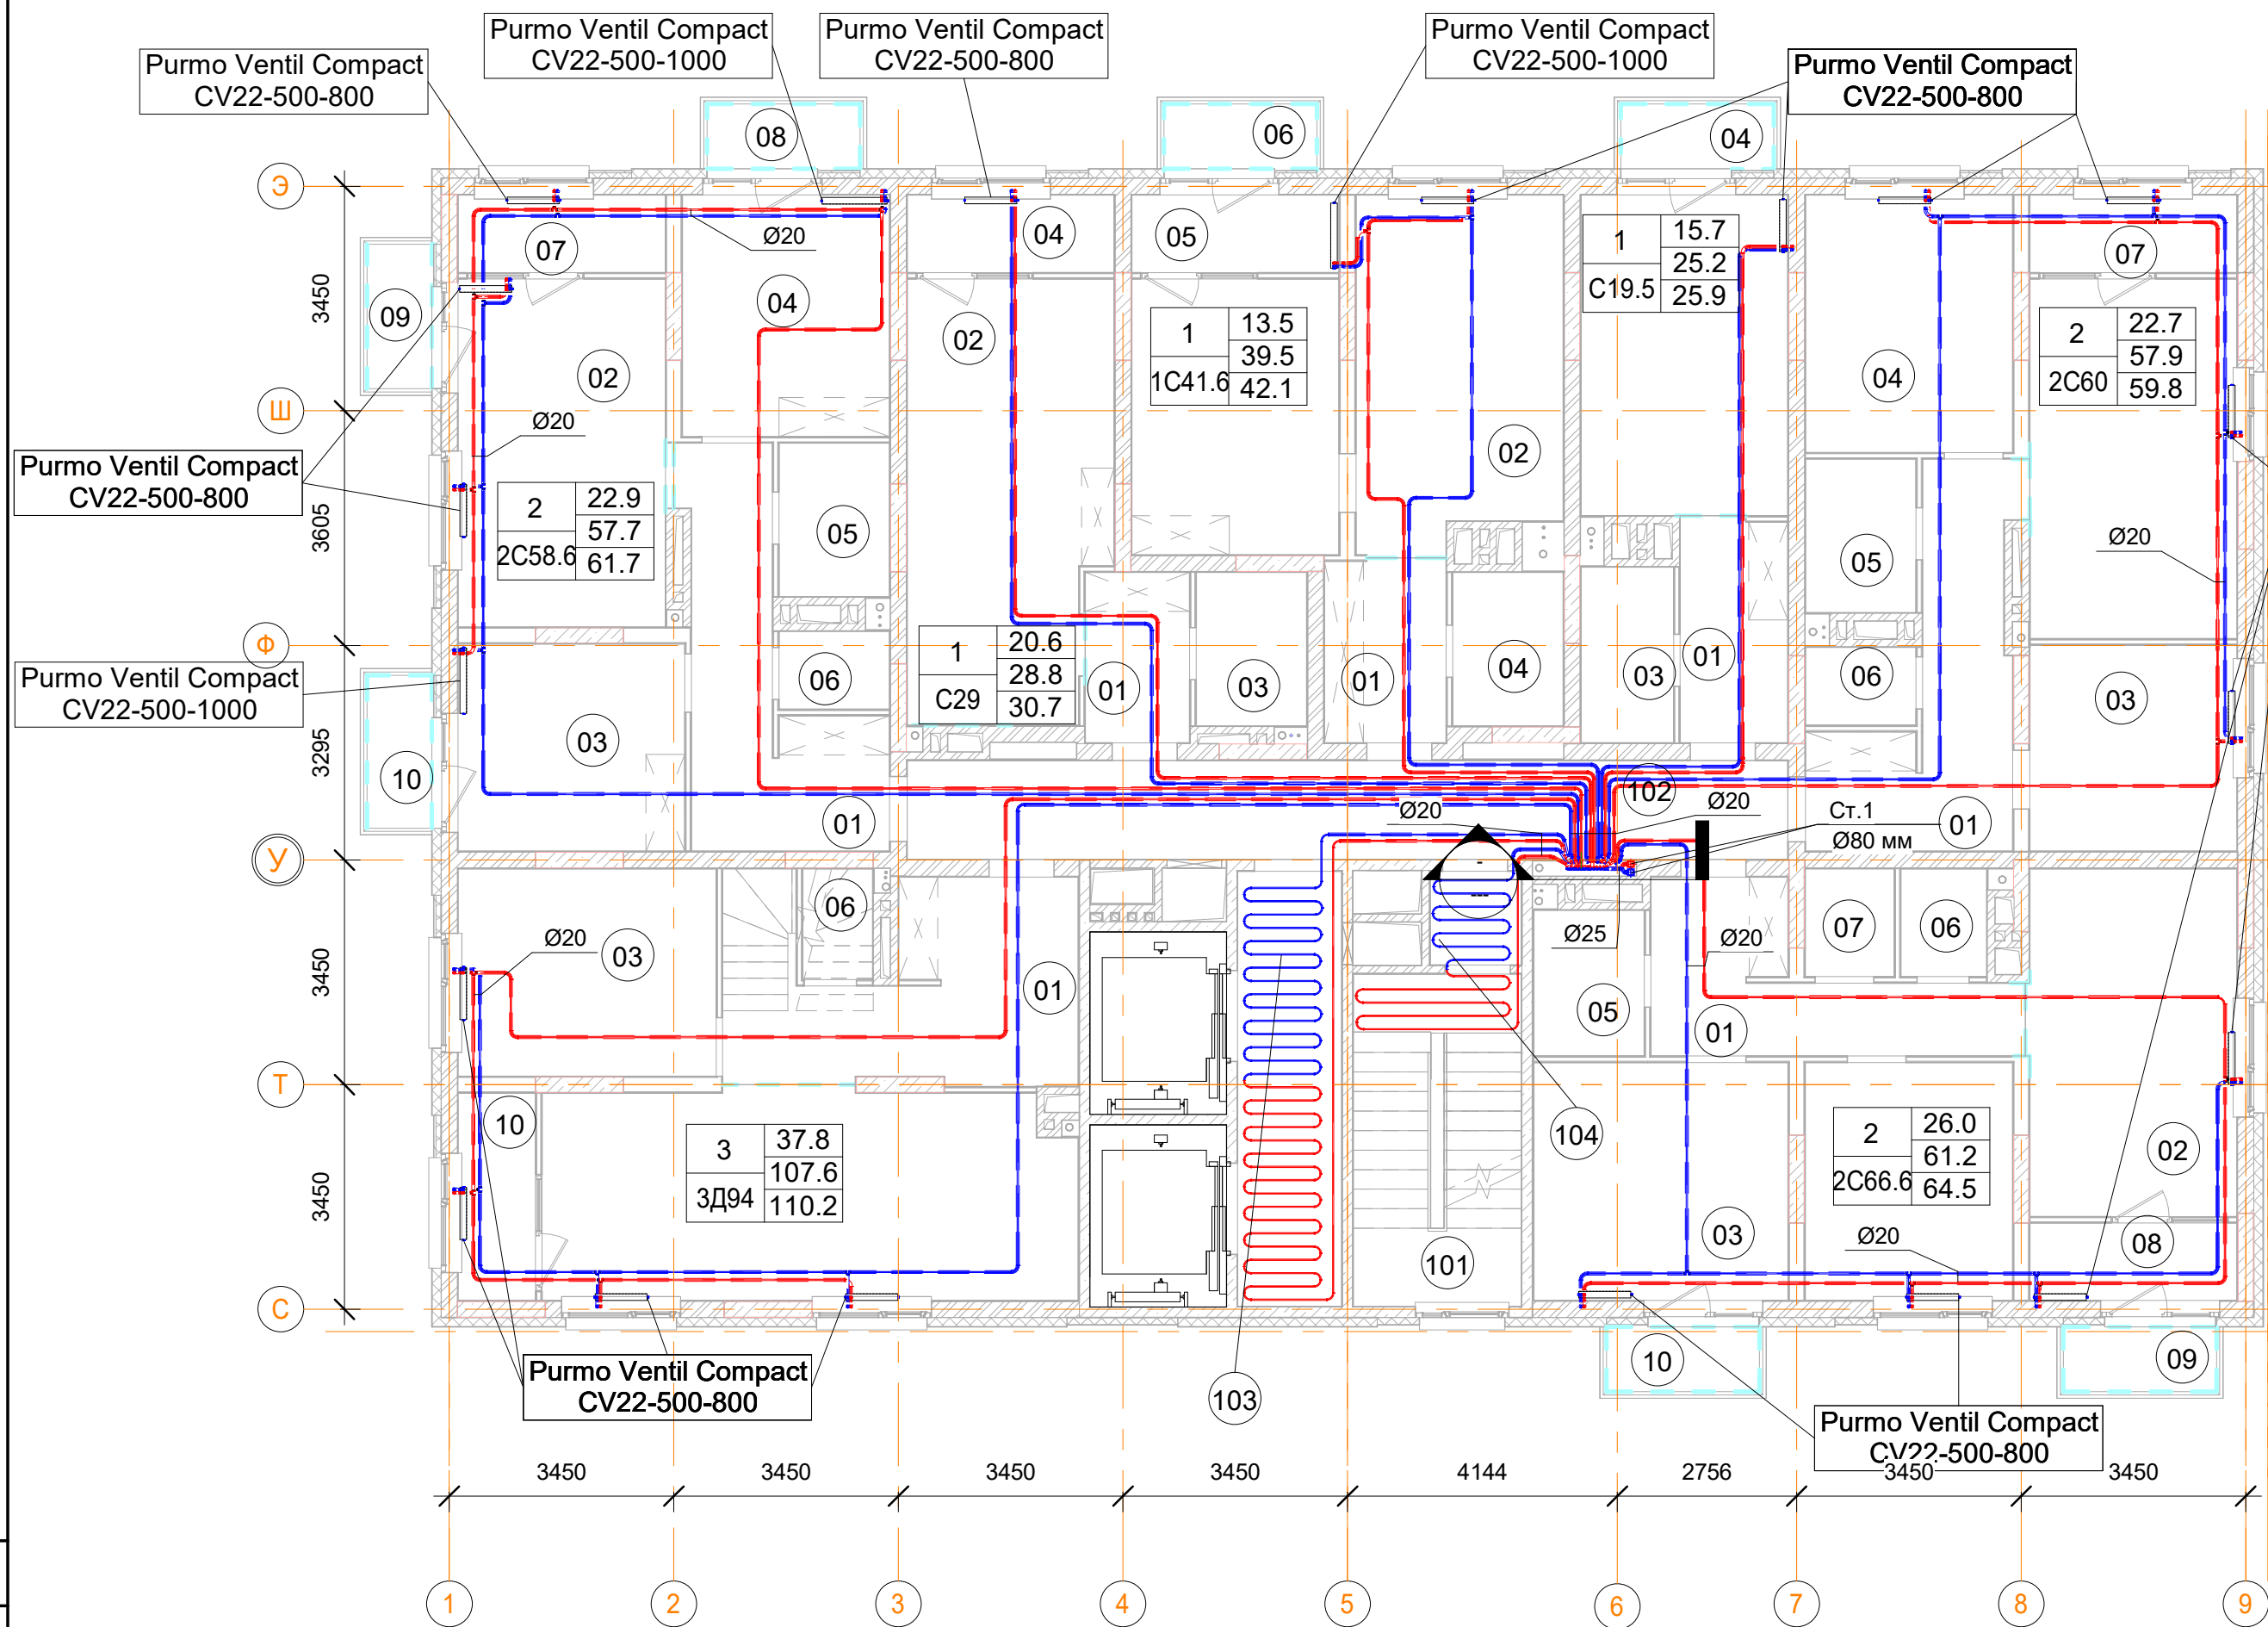 Purmo Ventil Compact
CV22-500-1000
Purmo Ventil Compact
CV22-500-800
Purmo Ventil Compact
CV22-500-1000
Purmo Ventil Compact
CV22-500-800
Purmo Ventil Compact
CV22-500-800
08
06
04
Э
07
Ø20
04
05
1
15.7
25.2
С19.5
25.9
07
3450
09
04
02
1
13.5
39.5
1С41.6
42.1
2
22.7
57.9
2С60
59.8
02
04
Ш
Ø20
02
Purmo Ventil Compact
CV22-500-800
2
22.9
57.7
2С58.6
61.7
05
3605
Ø20
05
Ф
1
20.6
28.8
С29
30.7
06
01
03
01
04
03
01
06
03
Purmo Ventil Compact
CV22-500-1000
3295
03
10
01
102
Ø20
Ø20
Ст.1
Ø80 мм
01
У
06
03
Ø20
01
Ø25
Ø20
07
06
3450
05
01
Т
10
3
37.8
107.6
3Д94
110.2
104
2
26.0
61.2
2С66.6
64.5
02
3450
03
Ø20
08
101
С
10
09
Purmo Ventil Compact
CV22-500-800
103
Purmo Ventil Compact
CV22-500-800
3450
3450
3450
3450
4144
2756
3450
3450
1
2
3
4
5
6
7
8
9